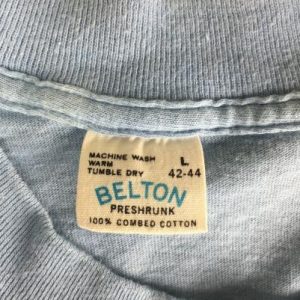 MACHINE WASH
WARM L.
TUMBLE DRY 42-44
BELTON
PRESHRUNK
100% COMBED COTTON